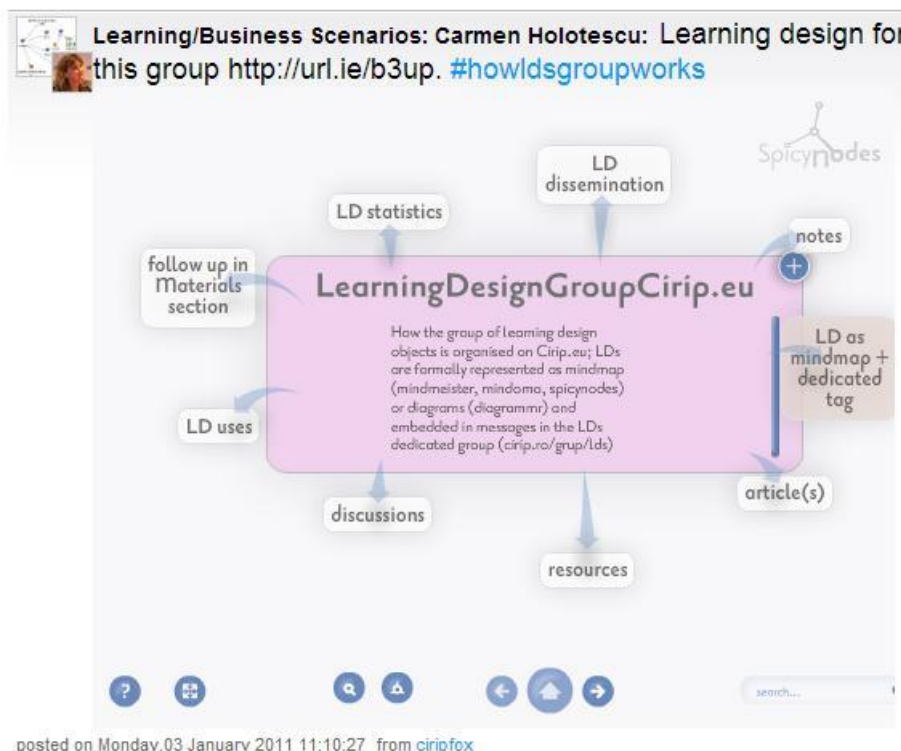 Learning/Business Scenarios: Carmen Holotescu: Learning design for
this group http://url.ie/b3up. #howldsgroupworks
Spicynodes
LD
dissemination
LD statistics
notes
follow up in
Materials
section
LearningDesignGroupCirip.eu
How the group of learning design
objects is organised on Cirip.eu; LDs
are formally represented as mindmap
(mindmeister, mindomo, spicynodes)
or diagrams (diagrammr) and
embedded in messages in the LDs
dedicated group (cirip.ro/grup/lds)
LD as
mindmap +
dedicated
tag
LD uses
article(s)
discussions
resources
?
search...
posted on Monday,03 January 2011 11:10:27 from ciripfox